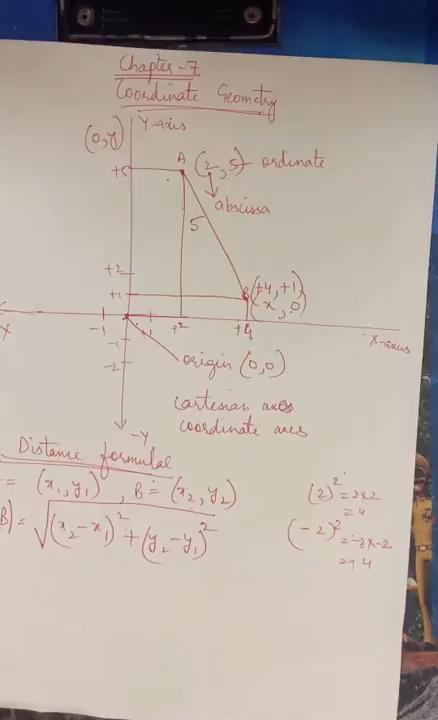 Chapter-7
Coordinate Geometry
Y-axis
(0,y)
A (2,5) ordinate
+5
abscissa
5
+2
+1
B (+4,+1)
(x,0)
X
-1
+1
+2
+4
X-axis
-1
-2
origin (0,0)
cartesian axes
coordinate axes
-Y
Distance formulal
= (x₁,y₁), B = (x₂,y₂)
B) = √(x₂-x₁)²+(y₂-y₁)²
(2)² = 2x2
= 4
(-2)² = -2x-2
= 4